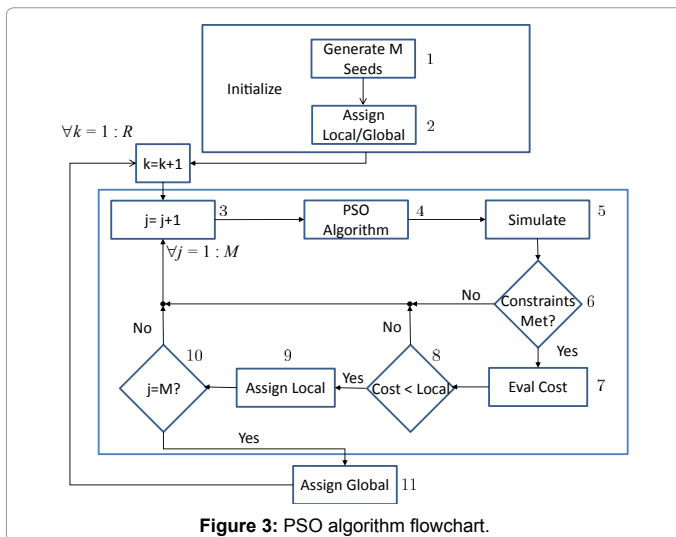 Generate M
Seeds
1
Initialize
Assign
Local/Global
2
∀k = 1 : R
k=k+1
j= j+1
3
PSO
Algorithm
4
Simulate
5
∀j = 1 : M
No
Constraints
Met?
6
No
No
Yes
10
9
8
j=M?
Assign Local
Yes
Cost < Local
Eval Cost
7
Yes
Assign Global
11
Figure 3: PSO algorithm flowchart.